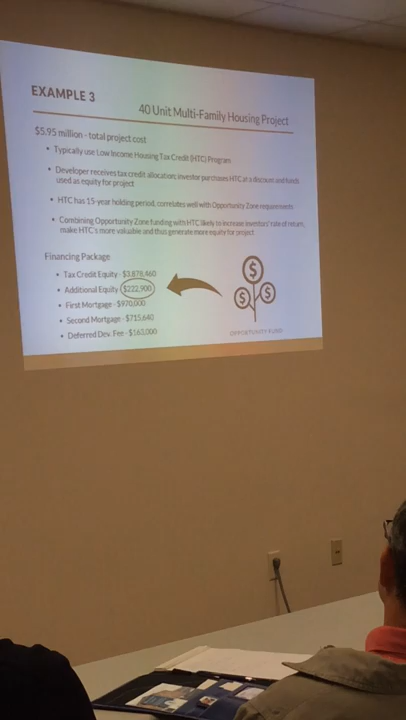 EXAMPLE 3
40 Unit Multi-Family Housing Project
$5.95 million - total project cost
• Typically use Low Income Housing Tax Credit (HTC) Program
• Developer receives tax credit allocation; investor purchases HTC at a discount and funds
used as equity for project
• HTC has 15-year holding period, correlates well with Opportunity Zone requirements
• Combining Opportunity Zone funding with HTC likely to increase investors' rate of return,
make HTC's more valuable and thus generate more equity for project
Financing Package
• Tax Credit Equity - $3,878,460
• Additional Equity $222,900
• First Mortgage - $970,000
• Second Mortgage - $715,640
• Deferred Dev. Fee - $163,000
OPPORTUNITY FUND